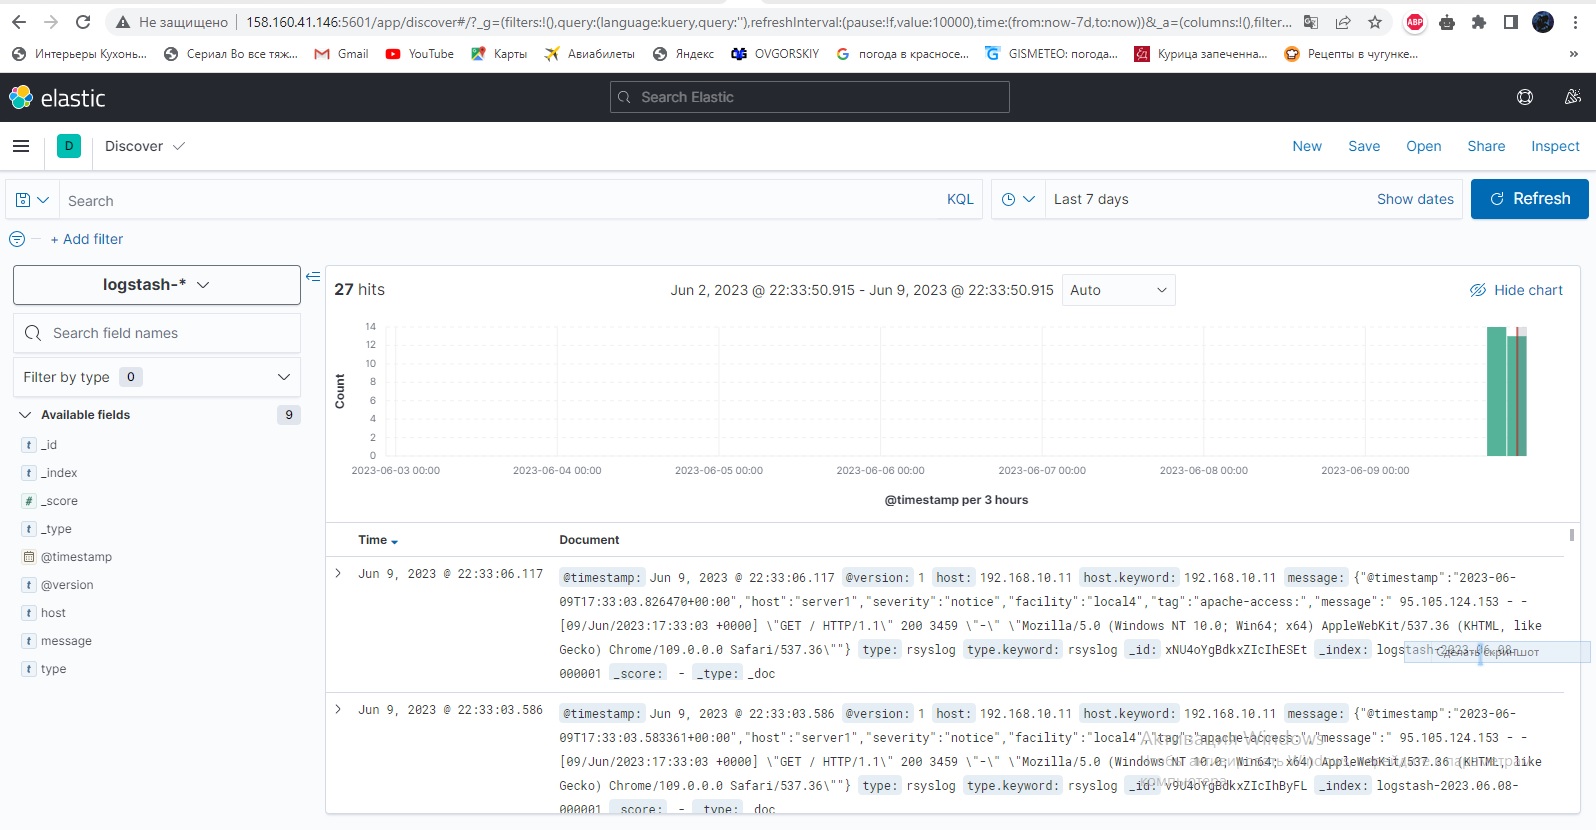 Не защищено | 158.160.41.146:5601/app/discover#/?_g=(filters:!(),query:(language:kuery,query:''),refreshInterval:(pause:!f,value:10000),time:(from:now-7d,to:now))&_a=(columns:!(),filter...
Интерьеры Кухонь... Сериал Во все тяж... Gmail YouTube Карты Авиабилеты Яндекс OVGORSKIY погода в красносе... GISMETEO: погода... Курица запеченна... Рецепты в чугунке... »
ABP
elastic Search Elastic
D Discover New Save Open Share Inspect
Search KQL Last 7 days Show dates Refresh
+ Add filter
logstash-*
27 hits Jun 2, 2023 @ 22:33:50.915 - Jun 9, 2023 @ 22:33:50.915 Auto Hide chart
Search field names
Filter by type 0
Available fields 9
_id
_index
_score
_type
@timestamp
@version
host
message
type
14
12
10
8
6
4
2
0
Count
2023-06-03 00:00 2023-06-04 00:00 2023-06-05 00:00 2023-06-06 00:00 2023-06-07 00:00 2023-06-08 00:00 2023-06-09 00:00
@timestamp per 3 hours
Time Document
Jun 9, 2023 @ 22:33:06.117 @timestamp: Jun 9, 2023 @ 22:33:06.117 @version: 1 host: 192.168.10.11 host.keyword: 192.168.10.11 message: {"@timestamp":"2023-06-
09T17:33:03.826470+00:00","host":"server1","severity":"notice","facility":"local4","tag":"apache-access:","message":" 95.105.124.153 - -
[09/Jun/2023:17:33:03 +0000] \"GET / HTTP/1.1\" 200 3459 \"-\" \"Mozilla/5.0 (Windows NT 10.0; Win64; x64) AppleWebKit/537.36 (KHTML, like
Gecko) Chrome/109.0.0.0 Safari/537.36\""} type: rsyslog type.keyword: rsyslog _id: xNU4oYgBdkxZIcIhESEt _index: logstash-2023.06.08-
Сделать скриншот
000001 _score: - _type: _doc
Jun 9, 2023 @ 22:33:03.586 @timestamp: Jun 9, 2023 @ 22:33:03.586 @version: 1 host: 192.168.10.11 host.keyword: 192.168.10.11 message: {"@timestamp":"2023-06-
09T17:33:03.583361+00:00","host":"server1","severity":"notice","facility":"local4","tag":"apache-access:","message":" 95.105.124.153 - -
Активация Windows
[09/Jun/2023:17:33:03 +0000] \"GET / HTTP/1.1\" 200 3459 \"-\" \"Mozilla/5.0 (Windows NT 10.0; Win64; x64) AppleWebKit/537.36 (KHTML, like
Gecko) Chrome/109.0.0.0 Safari/537.36\""} type: rsyslog type.keyword: rsyslog _id: v9U4oYgBdkxZIcIhByFL _index: logstash-2023.06.08-
компьютера.
000001 _score: - _type: _doc